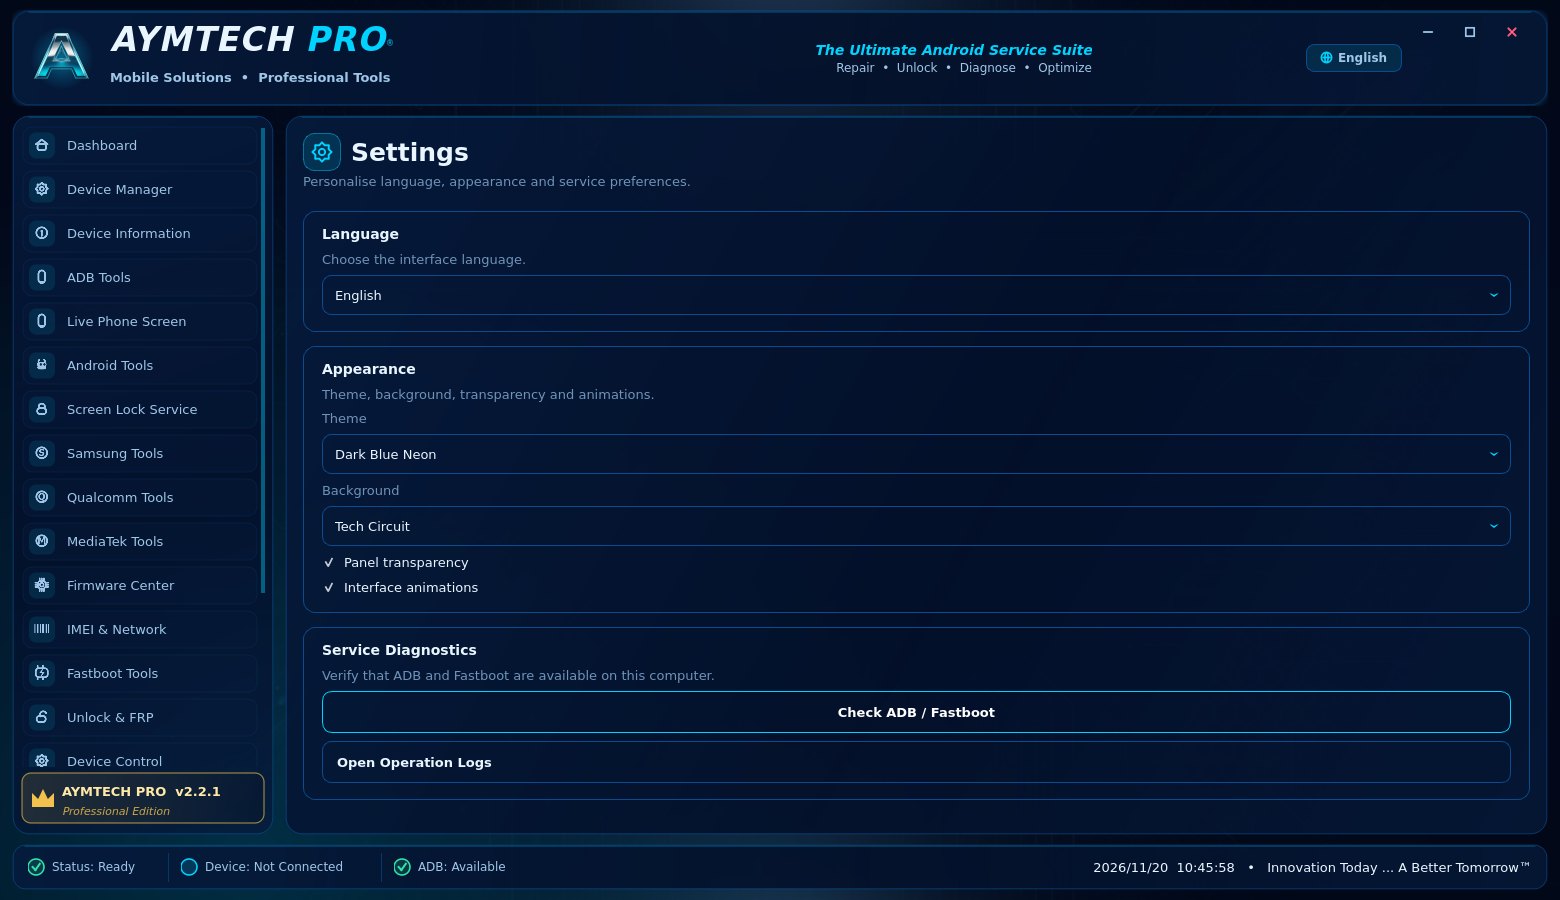 AYMTECH PRO®
Mobile Solutions • Professional Tools
The Ultimate Android Service Suite
Repair • Unlock • Diagnose • Optimize
English
Dashboard
Device Manager
Device Information
ADB Tools
Live Phone Screen
Android Tools
Screen Lock Service
Samsung Tools
Qualcomm Tools
MediaTek Tools
Firmware Center
IMEI & Network
Fastboot Tools
Unlock & FRP
Device Control
AYMTECH PRO v2.2.1
Professional Edition
Settings
Personalise language, appearance and service preferences.
Language
Choose the interface language.
English
Appearance
Theme, background, transparency and animations.
Theme
Dark Blue Neon
Background
Tech Circuit
✓ Panel transparency
✓ Interface animations
Service Diagnostics
Verify that ADB and Fastboot are available on this computer.
Check ADB / Fastboot
Open Operation Logs
Status: Ready
Device: Not Connected
ADB: Available
2026/11/20 10:45:58 • Innovation Today ... A Better Tomorrow™